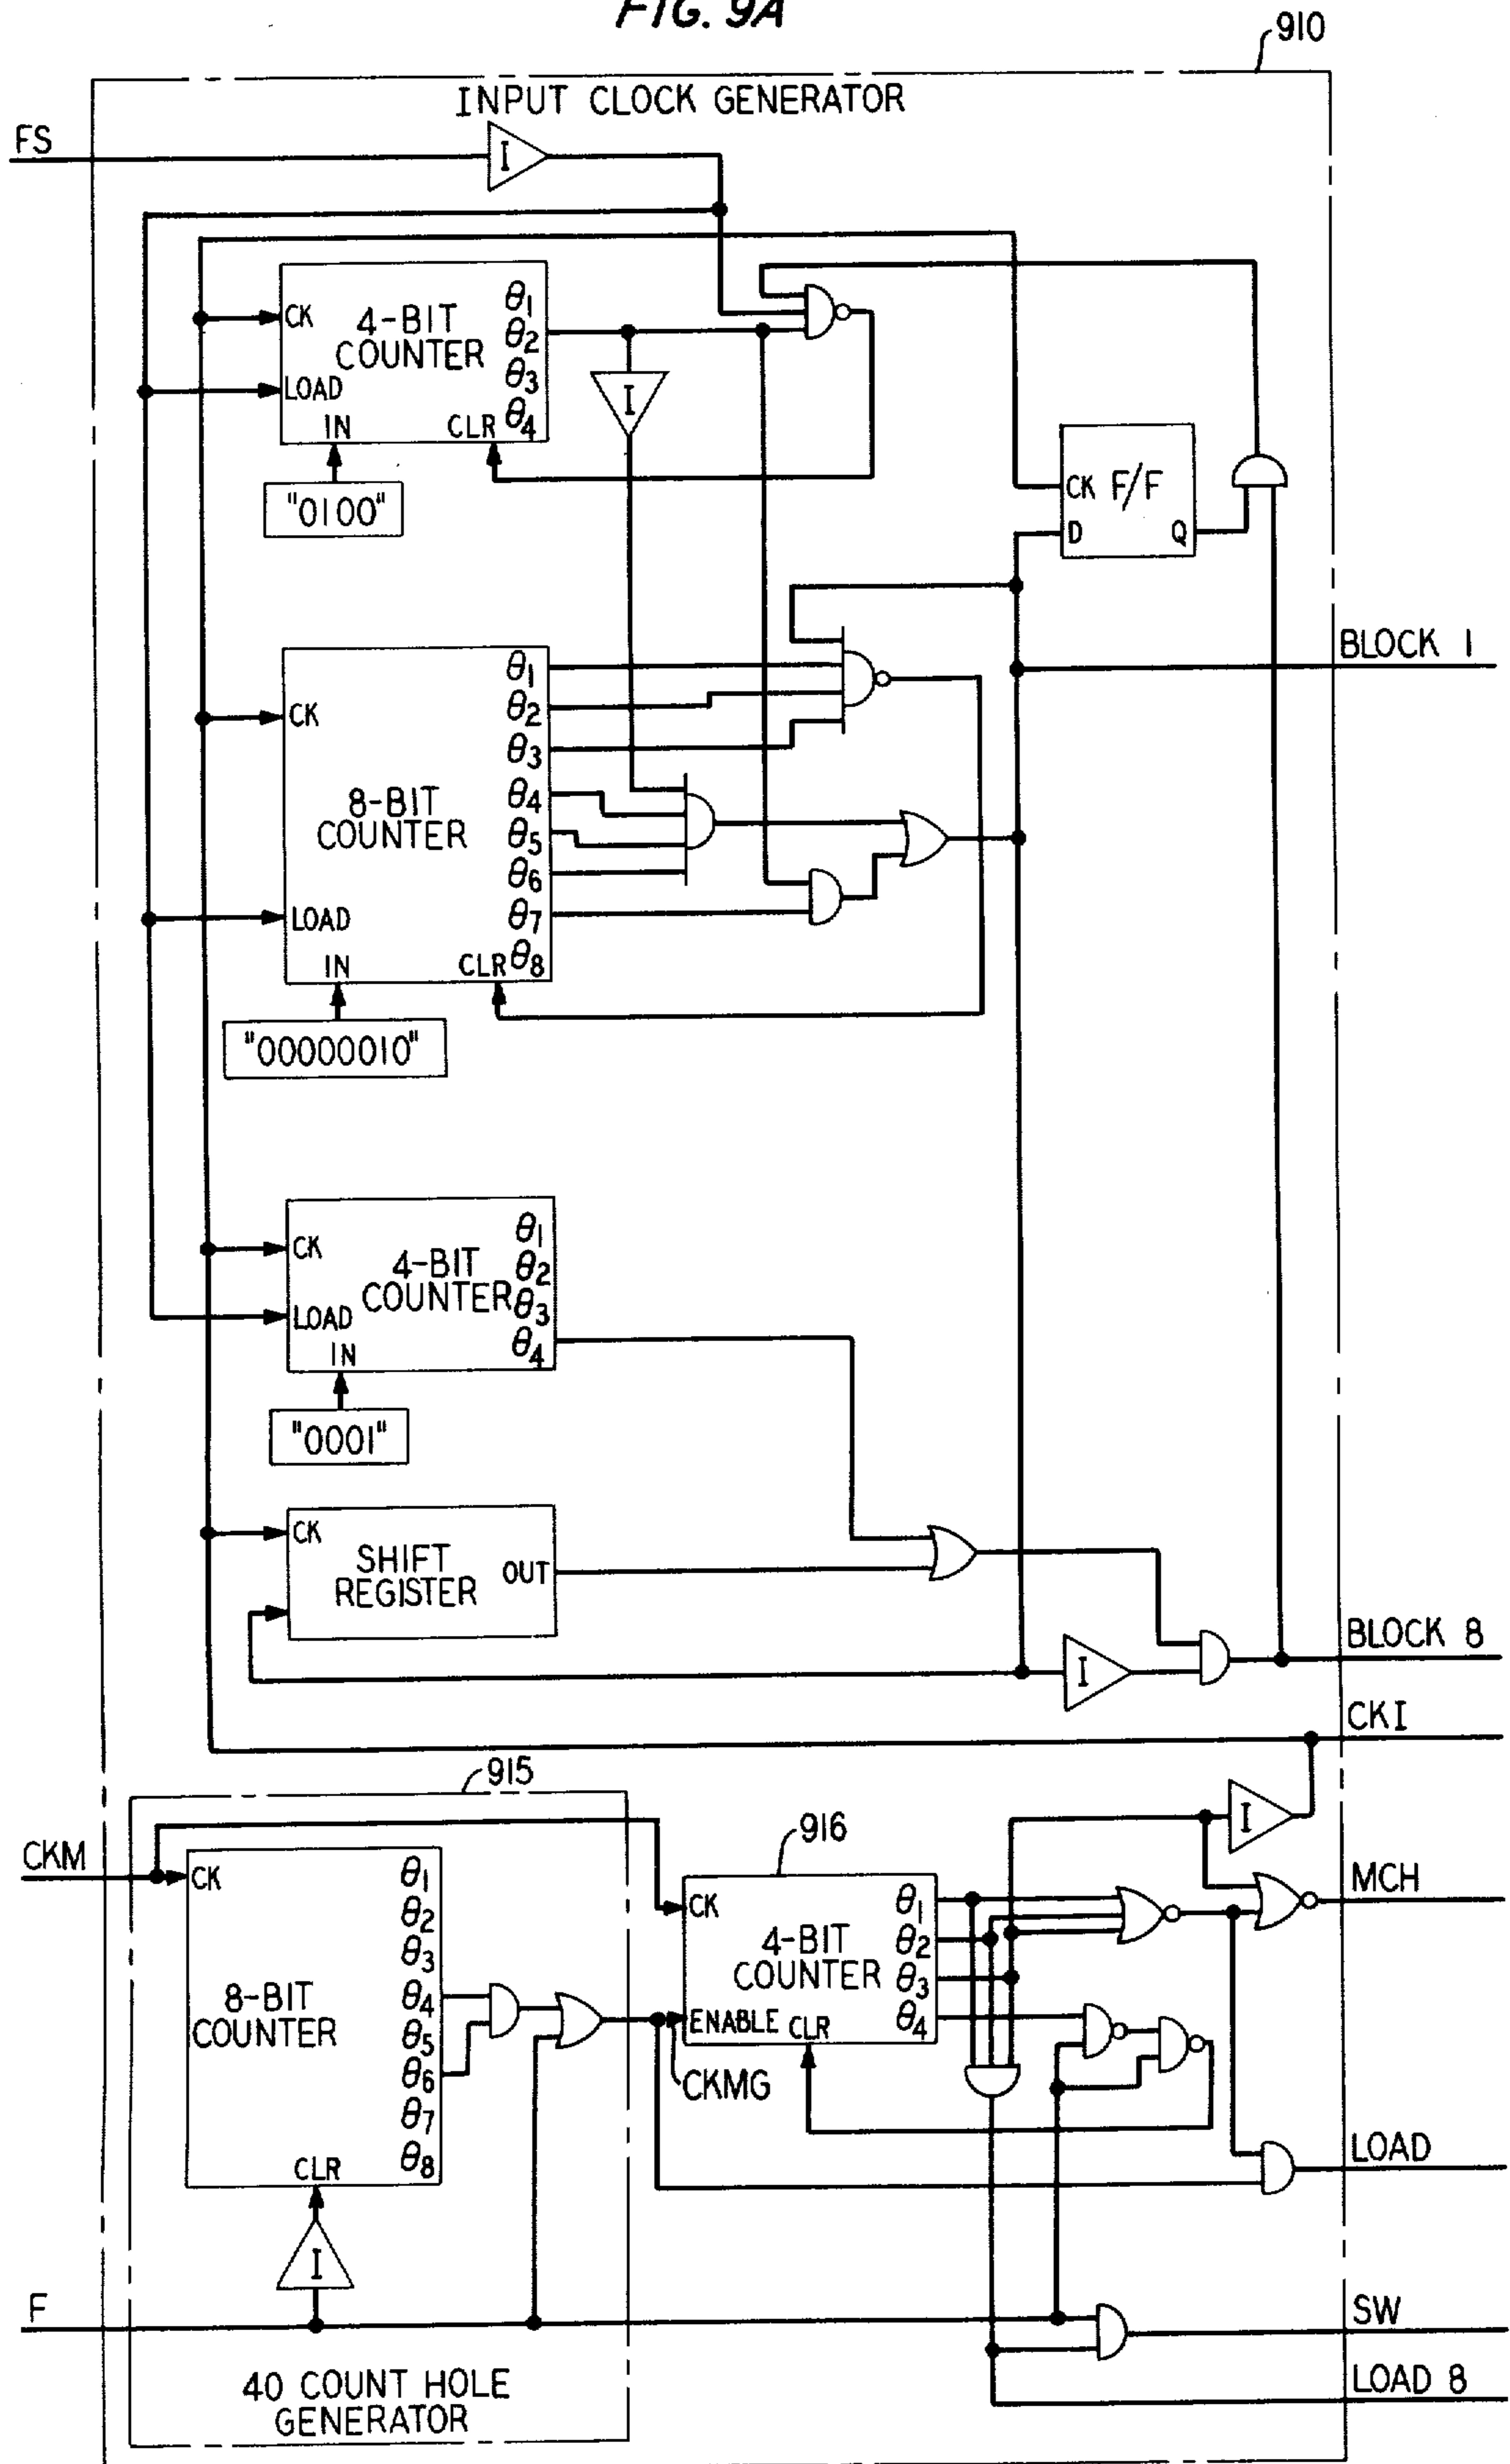 FIG. 9A
910
INPUT CLOCK GENERATOR
FS
I
CK
4-BIT
COUNTER
LOAD
IN
CLR
θ1
θ2
θ3
θ4
"0100"
I
CK F/F
D
Q
BLOCK 1
CK
8-BIT
COUNTER
LOAD
IN
CLR
θ1
θ2
θ3
θ4
θ5
θ6
θ7
θ8
"00000010"
CK
4-BIT
COUNTER
LOAD
IN
θ1
θ2
θ3
θ4
"0001"
CK
SHIFT
REGISTER
OUT
I
BLOCK 8
CKI
915
CKM
CK
8-BIT
COUNTER
CLR
θ1
θ2
θ3
θ4
θ5
θ6
θ7
θ8
I
F
40 COUNT HOLE
GENERATOR
916
CK
4-BIT
COUNTER
ENABLE
CLR
θ1
θ2
θ3
θ4
CKMG
I
MCH
LOAD
SW
LOAD 8